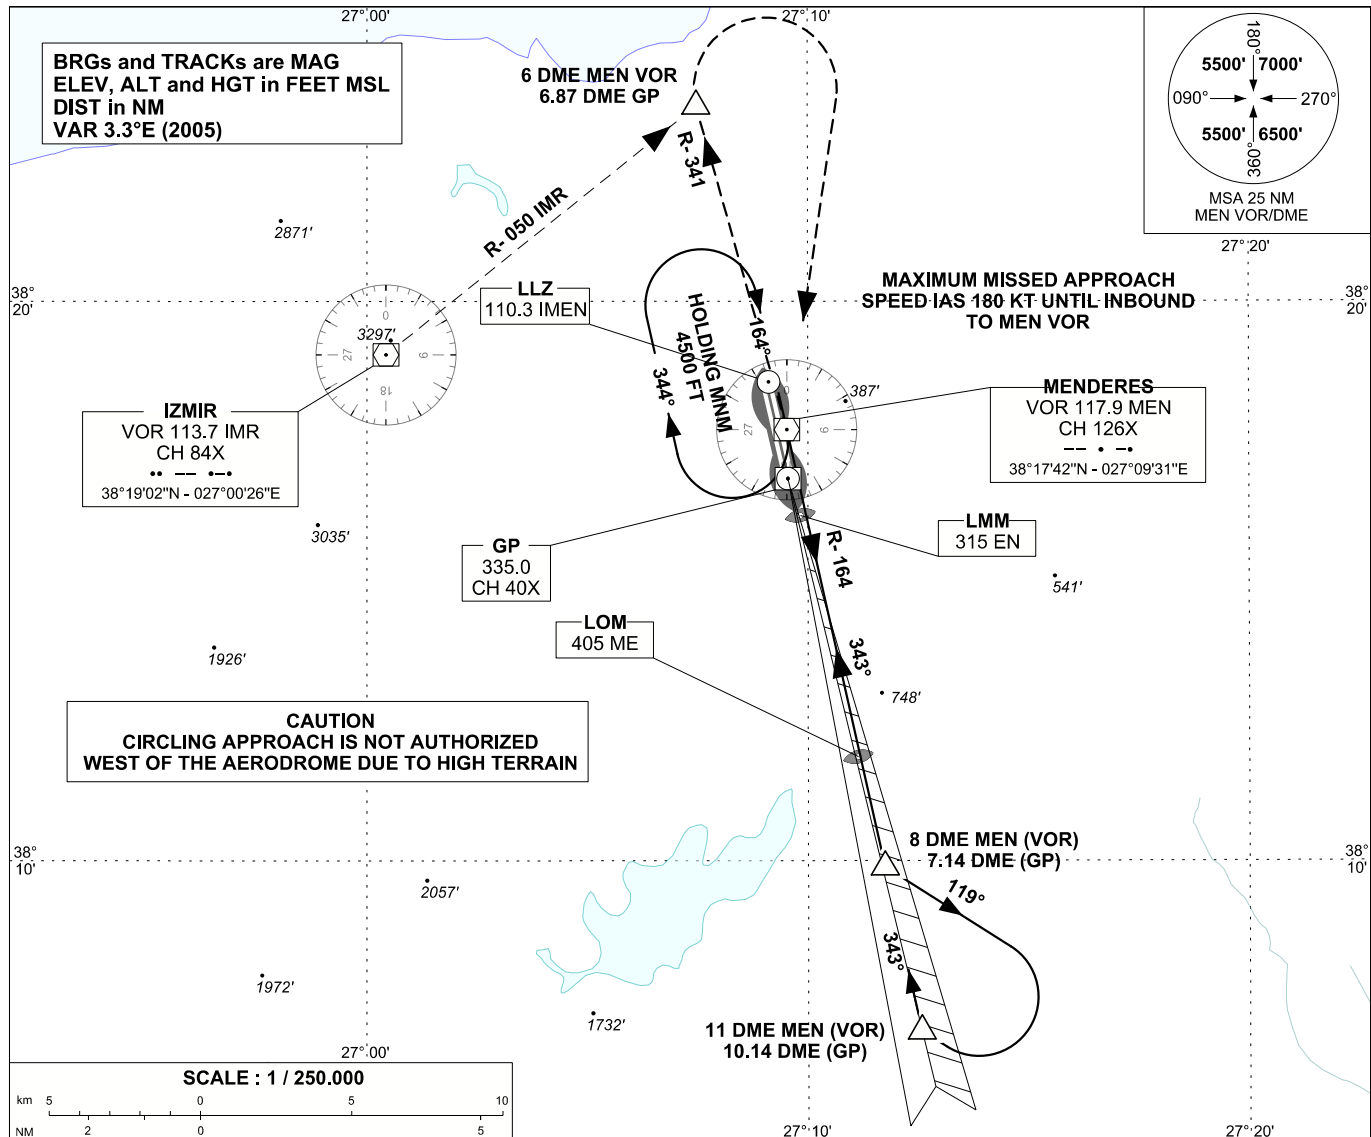 27°00'
27°10'
BRGs and TRACKs are MAG
ELEV, ALT and HGT in FEET MSL
DIST in NM
VAR 3.3°E (2005)
6 DME MEN VOR
6.87 DME GP
180°
5500' 7000'
090° 270°
5500' 6500'
360°
MSA 25 NM
MEN VOR/DME
27°20'
R- 341
R- 050 IMR
2871'
38°
20'
LLZ
110.3 IMEN
MAXIMUM MISSED APPROACH
SPEED IAS 180 KT UNTIL INBOUND
TO MEN VOR
38°
20'
HOLDING MNM
4500 FT
164°
344°
3297'
0
27
9
18
387'
0
27
9
IZMIR
VOR 113.7 IMR
CH 84X
•• –– •–•
38°19'02"N - 027°00'26"E
MENDERES
VOR 117.9 MEN
CH 126X
–– • –•
38°17'42"N - 027°09'31"E
3035'
GP
335.0
CH 40X
LMM
315 EN
R- 164
541'
LOM
405 ME
1926'
343°
748'
CAUTION
CIRCLING APPROACH IS NOT AUTHORIZED
WEST OF THE AERODROME DUE TO HIGH TERRAIN
38°
10'
8 DME MEN (VOR)
7.14 DME (GP)
38°
10'
2057'
119°
343°
1972'
1732'
11 DME MEN (VOR)
10.14 DME (GP)
27°00'
SCALE : 1 / 250.000
km 5 0 5 10
NM 2 0 5
27°10'
27°20'